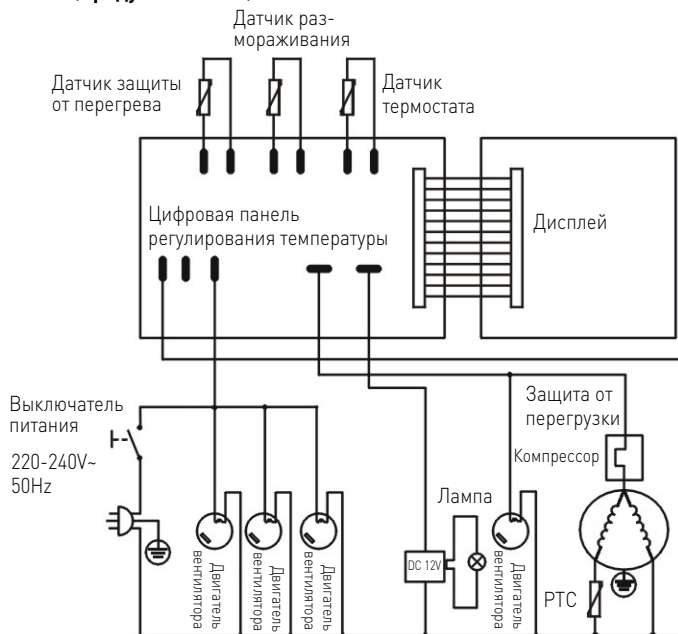 Датчик раз-
мораживания
Датчик защиты
от перегрева
Датчик
термостата
Цифровая панель
регулирования температуры
Дисплей
Выключатель
питания
220-240V~
50Hz
Защита от
перегрузки
Компрессор
Лампа
DC 12V
PTC
Двигатель
вентилятора
Двигатель
вентилятора
Двигатель
вентилятора
Двигатель
вентилятора